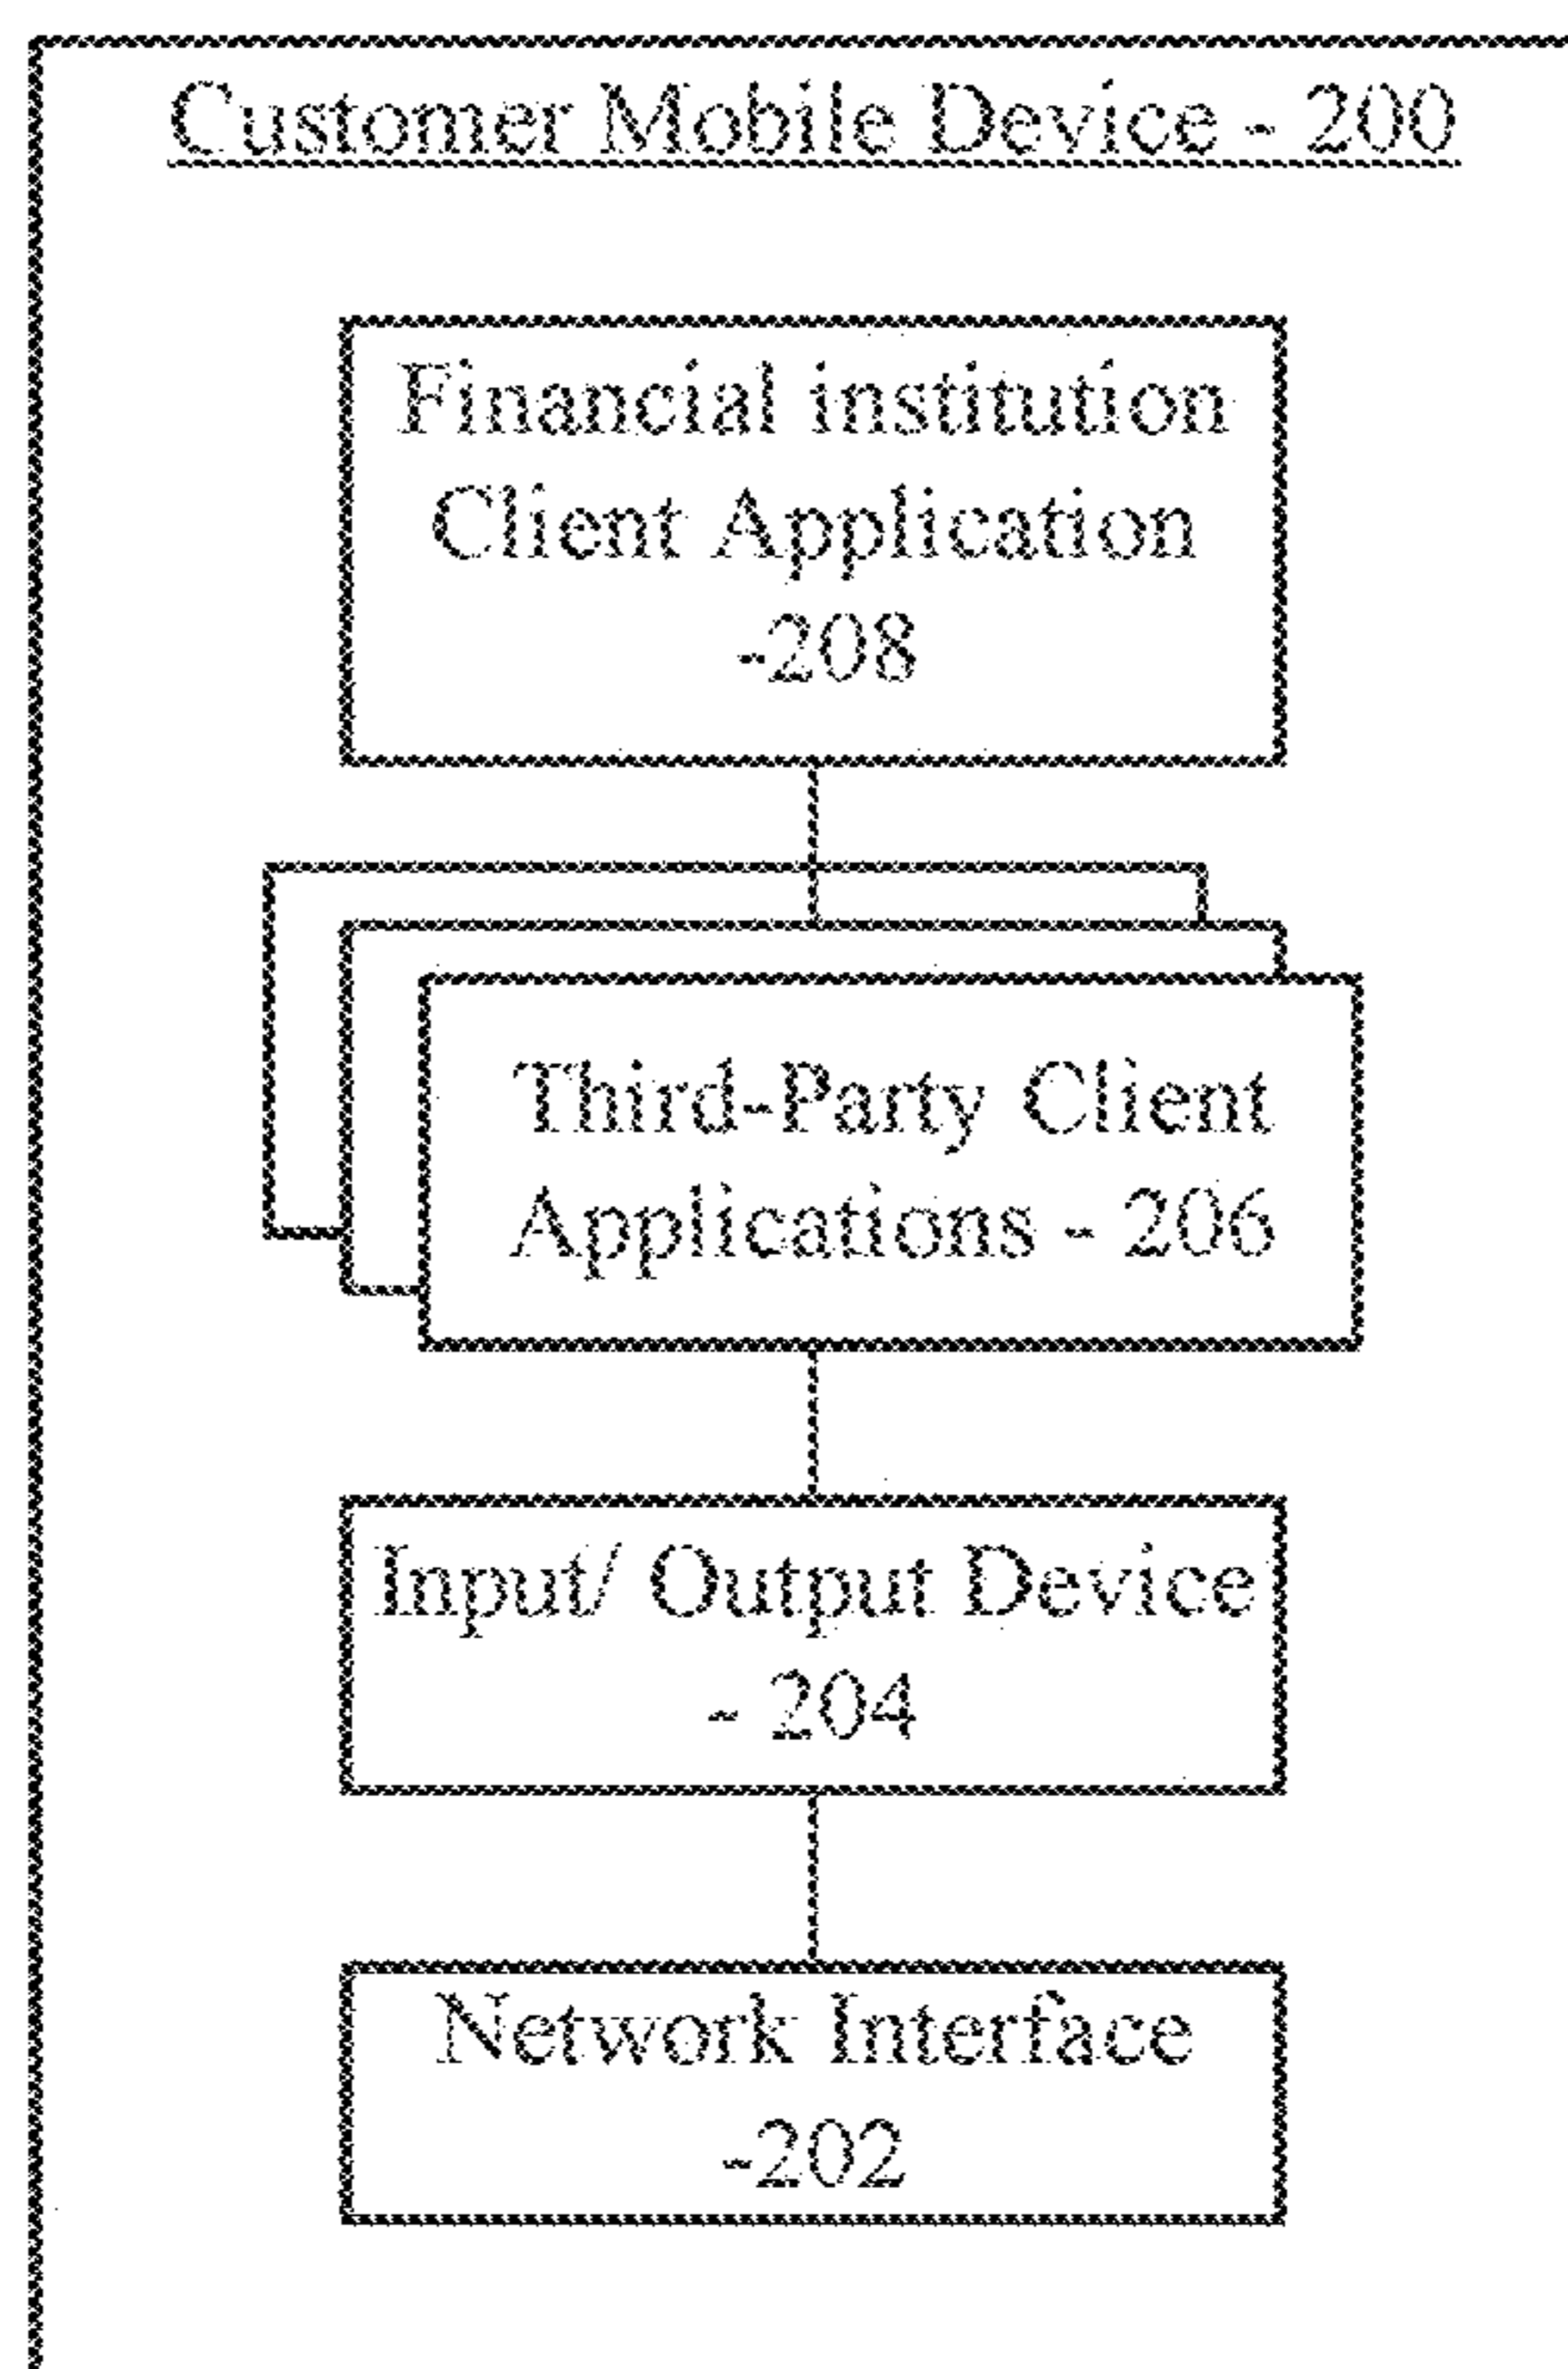 Customer Mobile Device - 200
Financial institution
Client Application
-208
Third-Party Client
Applications - 206
Input/ Output Device
- 204
Network Interface
-202